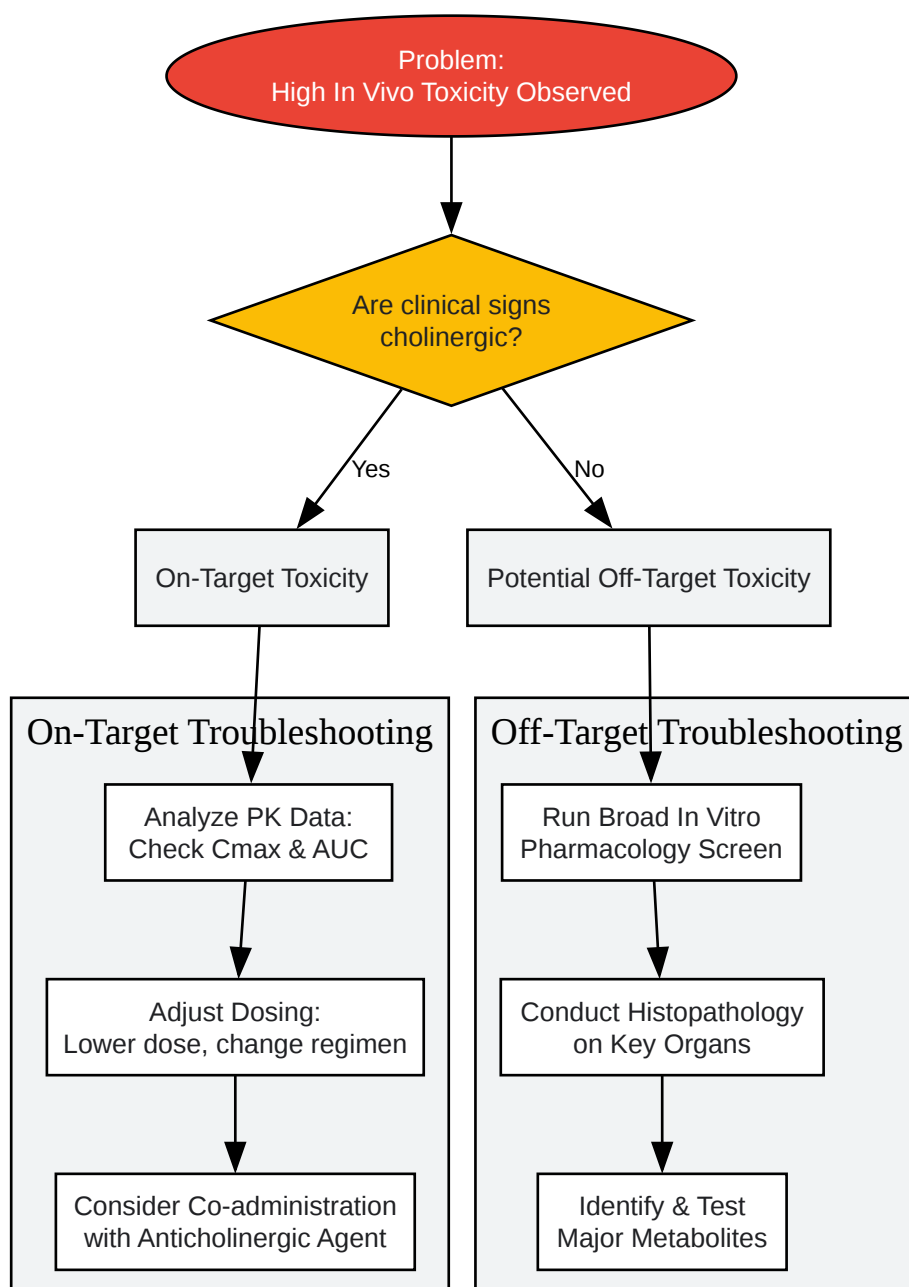 Problem:
High In Vivo Toxicity Observed
Are clinical signs
cholinergic?
Yes
No
On-Target Toxicity
Potential Off-Target Toxicity
On-Target Troubleshooting
Analyze PK Data:
Check Cmax & AUC
Adjust Dosing:
Lower dose, change regimen
Consider Co-administration
with Anticholinergic Agent
Off-Target Troubleshooting
Run Broad In Vitro
Pharmacology Screen
Conduct Histopathology
on Key Organs
Identify & Test
Major Metabolites